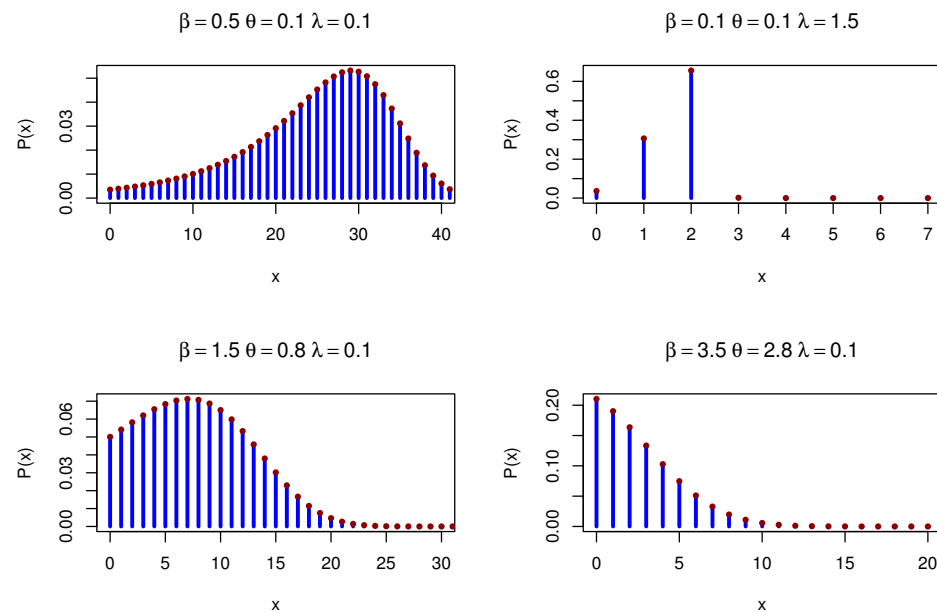 β = 0.5 θ = 0.1 λ = 0.1
P(x)
0.00 0.03
0 10 20 30 40
x
β = 0.1 θ = 0.1 λ = 1.5
P(x)
0.0 0.2 0.4 0.6
0 1 2 3 4 5 6 7
x
β = 1.5 θ = 0.8 λ = 0.1
P(x)
0.00 0.03 0.06
0 5 10 15 20 25 30
x
β = 3.5 θ = 2.8 λ = 0.1
P(x)
0.00 0.10 0.20
0 5 10 15 20
x